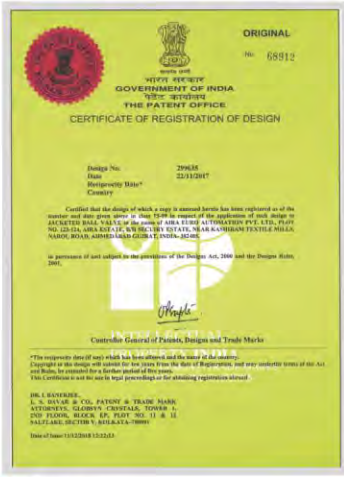 ORIGINAL
No. 68912
भारत सरकार
GOVERNMENT OF INDIA
पेटेंट कार्यालय
THE PATENT OFFICE
CERTIFICATE OF REGISTRATION OF DESIGN
Design No. 299635
Date 22/11/2017
Reciprocity Date*
Country
Certified that the design of which a copy is annexed hereto has been registered as of the
number and date given above in class 15-09 in respect of the application of such design to
JACKETED BALL VALVE in the name of AIRA EURO AUTOMATION PVT. LTD., PLOT
NO. 122-124, AIRA ESTATE, B/H SECURY ESTATE, NEAR KASHIRAM TEXTILE MILLS,
NAROL ROAD, AHMEDABAD GUJRAT, INDIA- 382405.
in pursuance of and subject to the provisions of the Designs Act, 2000 and the Designs Rules,
2001.
Controller General of Patents, Designs and Trade Marks
INTELLECTUAL
PROPERTY INDIA
*The reciprocity date (if any) which has been allowed and the name of the country.
Copyright in the design will subsist for ten years from the date of Registration, and may under the terms of the Act
and Rules, be extended for a further period of five years.
This Certificate is not for use in legal proceedings or for obtaining registration abroad.
DR. I. BANERJEE,
L. S. DAVAR & CO., PATENT & TRADE MARK
ATTORNEYS, GLOBSYN CRYSTALS, TOWER 1,
2ND FLOOR, BLOCK EP, PLOT NO. 11 & 12
SALTLAKE, SECTOR V, KOLKATA-700091
Date of Issue: